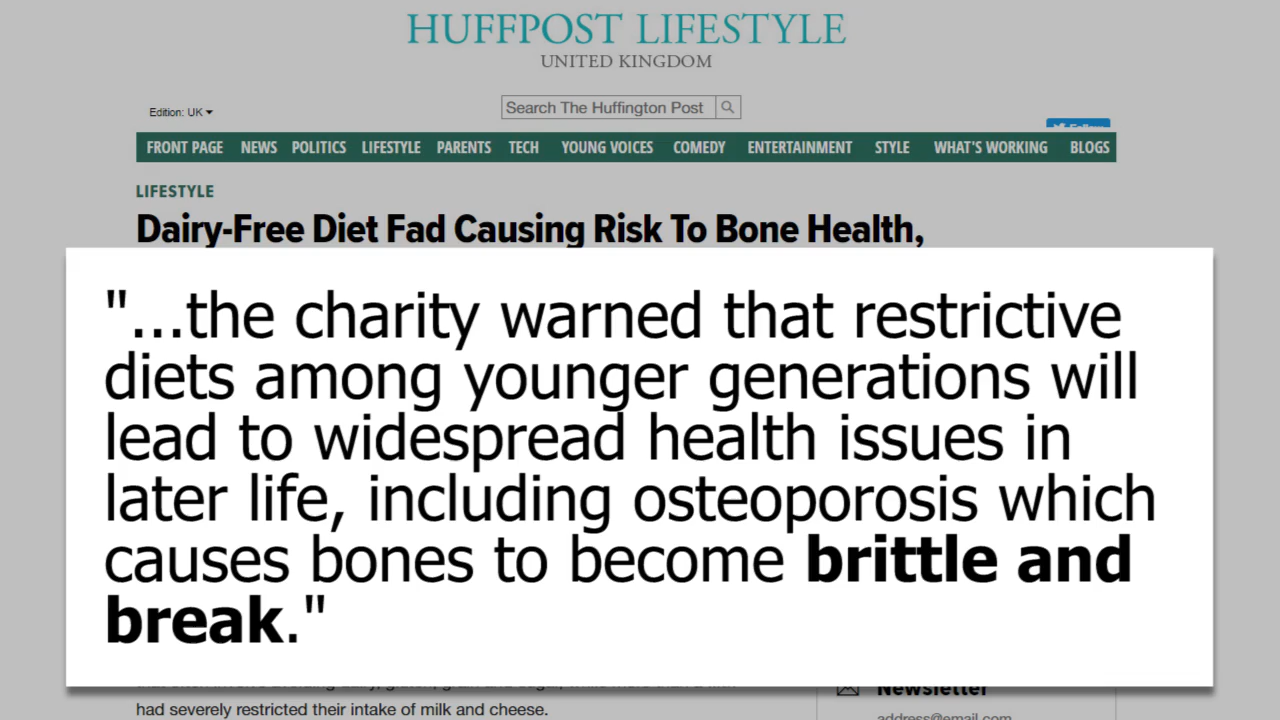 HUFFPOST LIFESTYLE
UNITED KINGDOM
Edition: UK
Search The Huffington Post
FRONT PAGE NEWS POLITICS LIFESTYLE PARENTS TECH YOUNG VOICES COMEDY ENTERTAINMENT STYLE WHAT'S WORKING BLOGS
LIFESTYLE
Dairy-Free Diet Fad Causing Risk To Bone Health,
"...the charity warned that restrictive
diets among younger generations will
lead to widespread health issues in
later life, including osteoporosis which
causes bones to become brittle and
break."
Newsletter
had severely restricted their intake of milk and cheese.
address@email.com